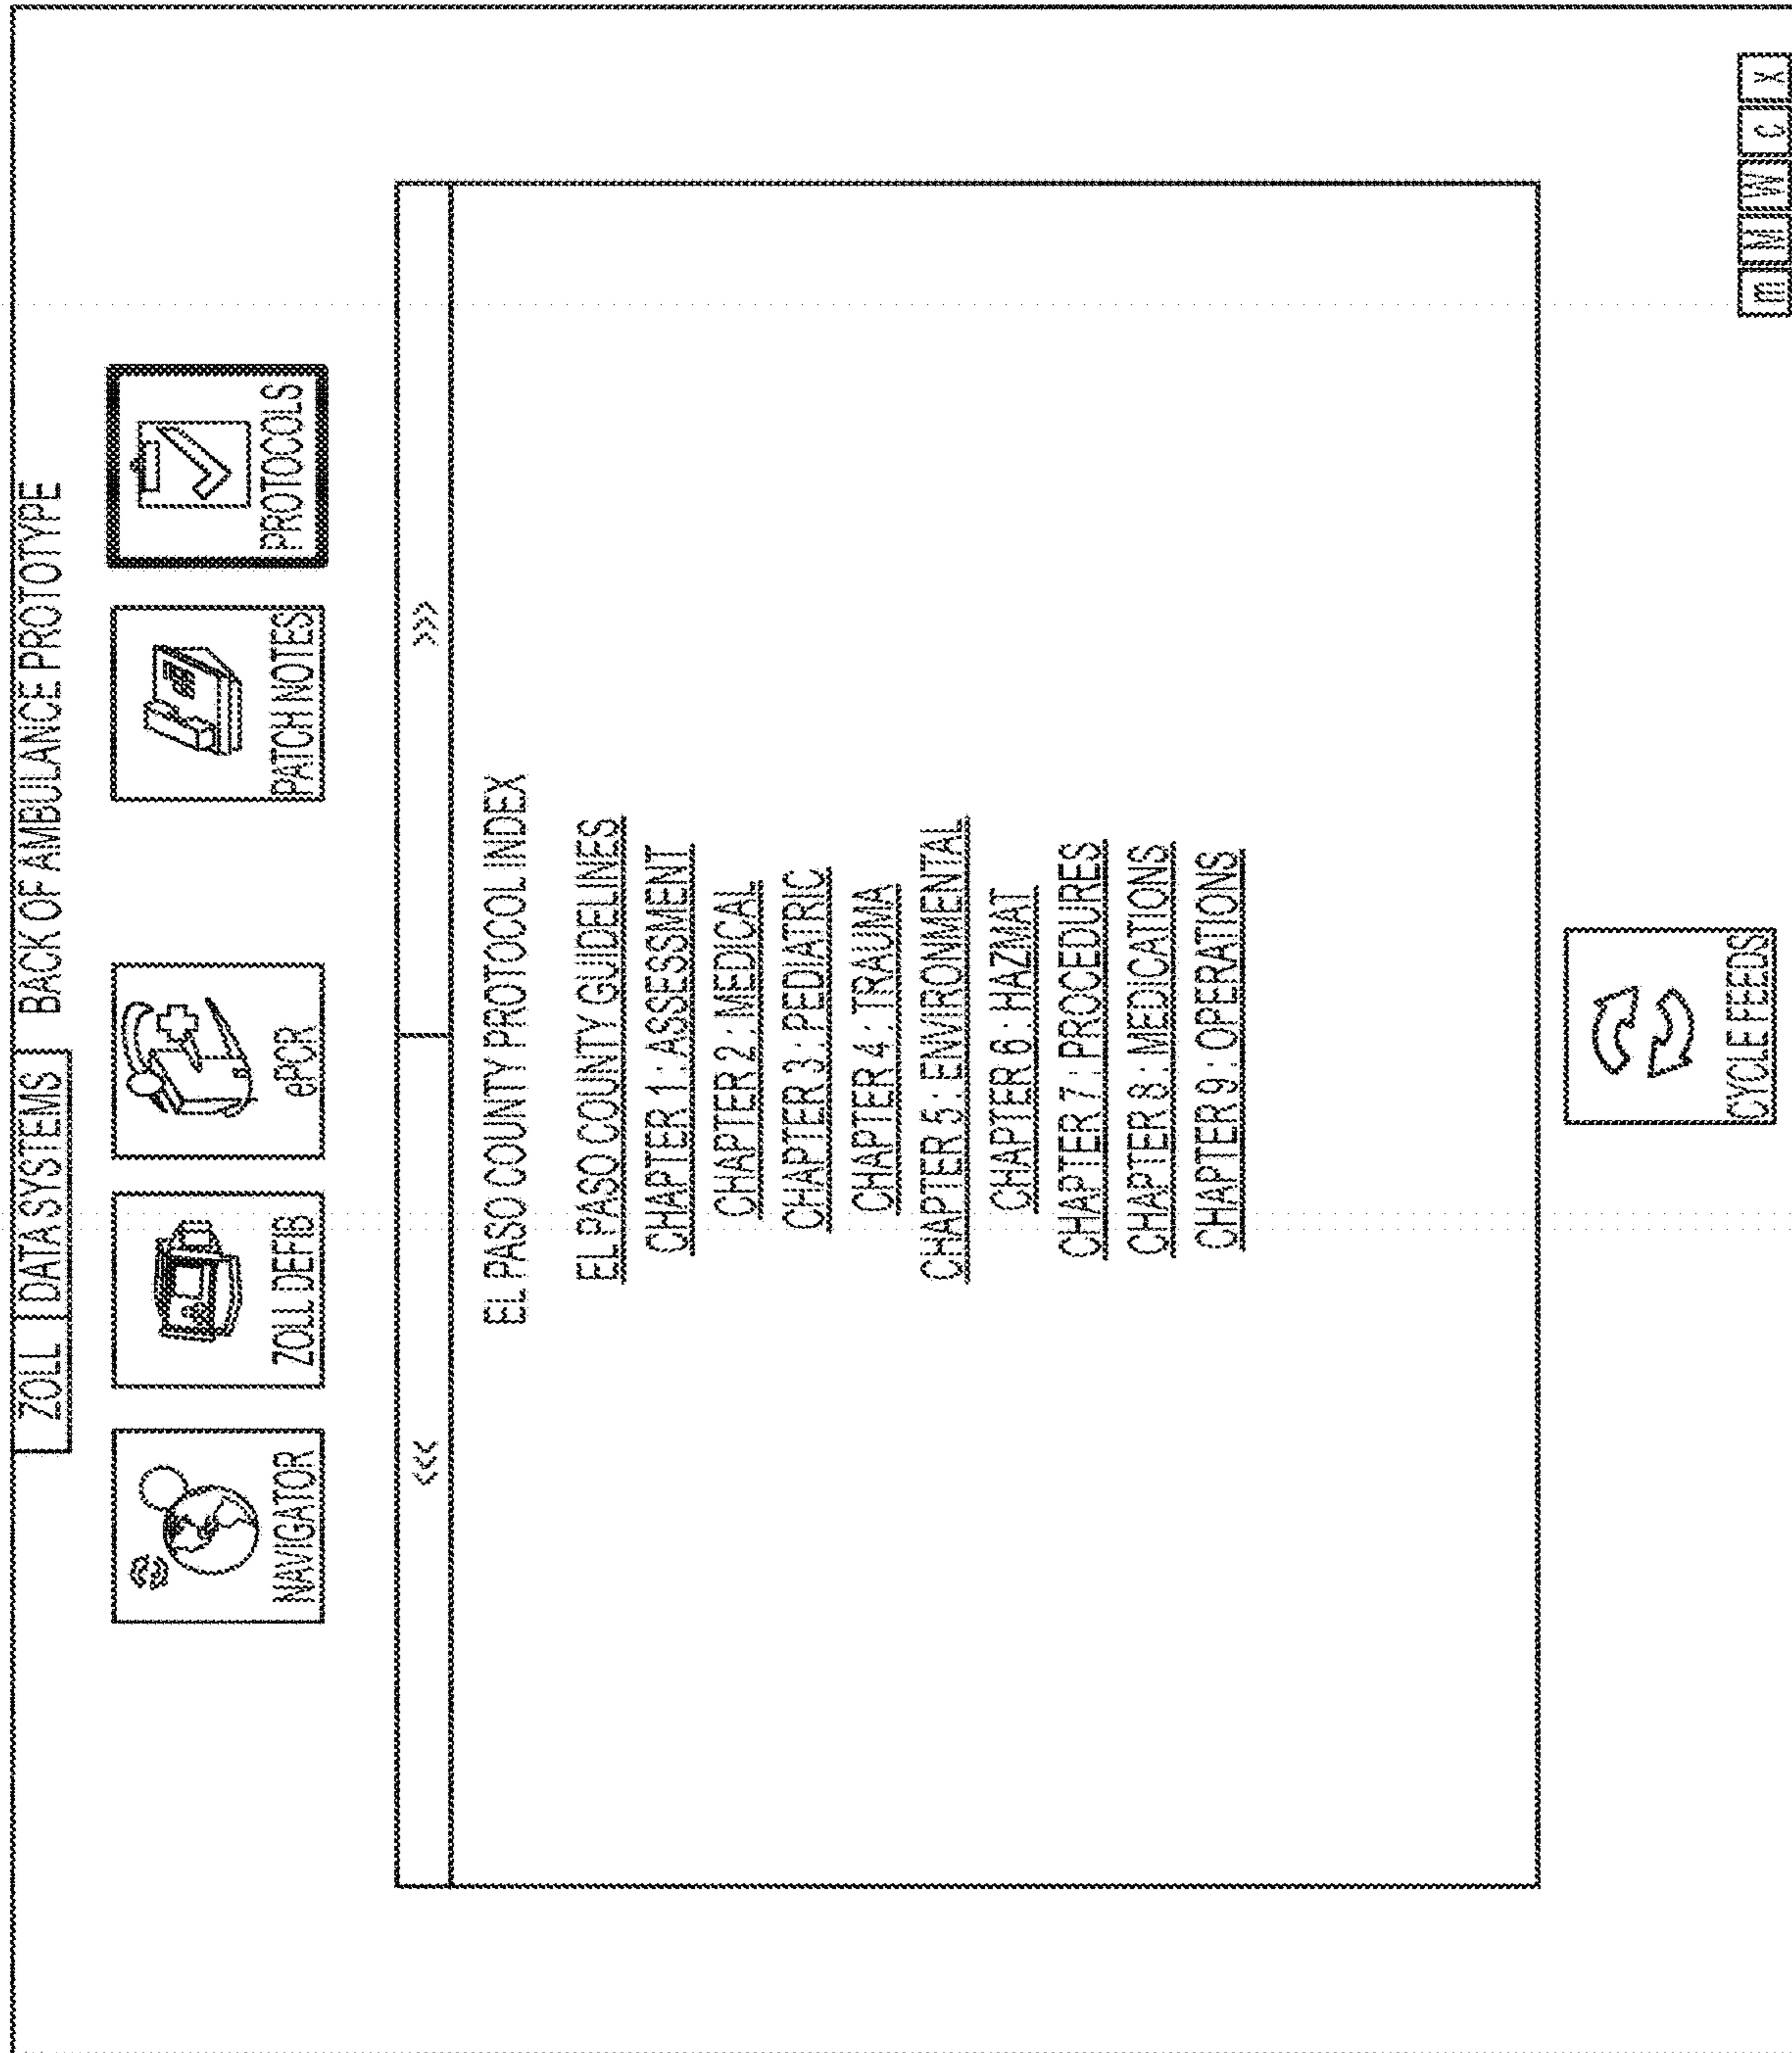 ZOLL DATA SYSTEMS BACK OF AMBULANCE PROTOTYPE
NAVIGATOR
ZOLL DEFIB
ePCR
PATCH NOTES
PROTOCOLS
<<< >>>
EL PASO COUNTY PROTOCOL INDEX
EL PASO COUNTY GUIDELINES
CHAPTER 1 : ASSESSMENT
CHAPTER 2 : MEDICAL
CHAPTER 3 : PEDIATRIC
CHAPTER 4 : TRAUMA
CHAPTER 5 : ENVIRONMENTAL
CHAPTER 6 : HAZMAT
CHAPTER 7 : PROCEDURES
CHAPTER 8 : MEDICATIONS
CHAPTER 9 : OPERATIONS
CYCLE FEEDS
m M W C X